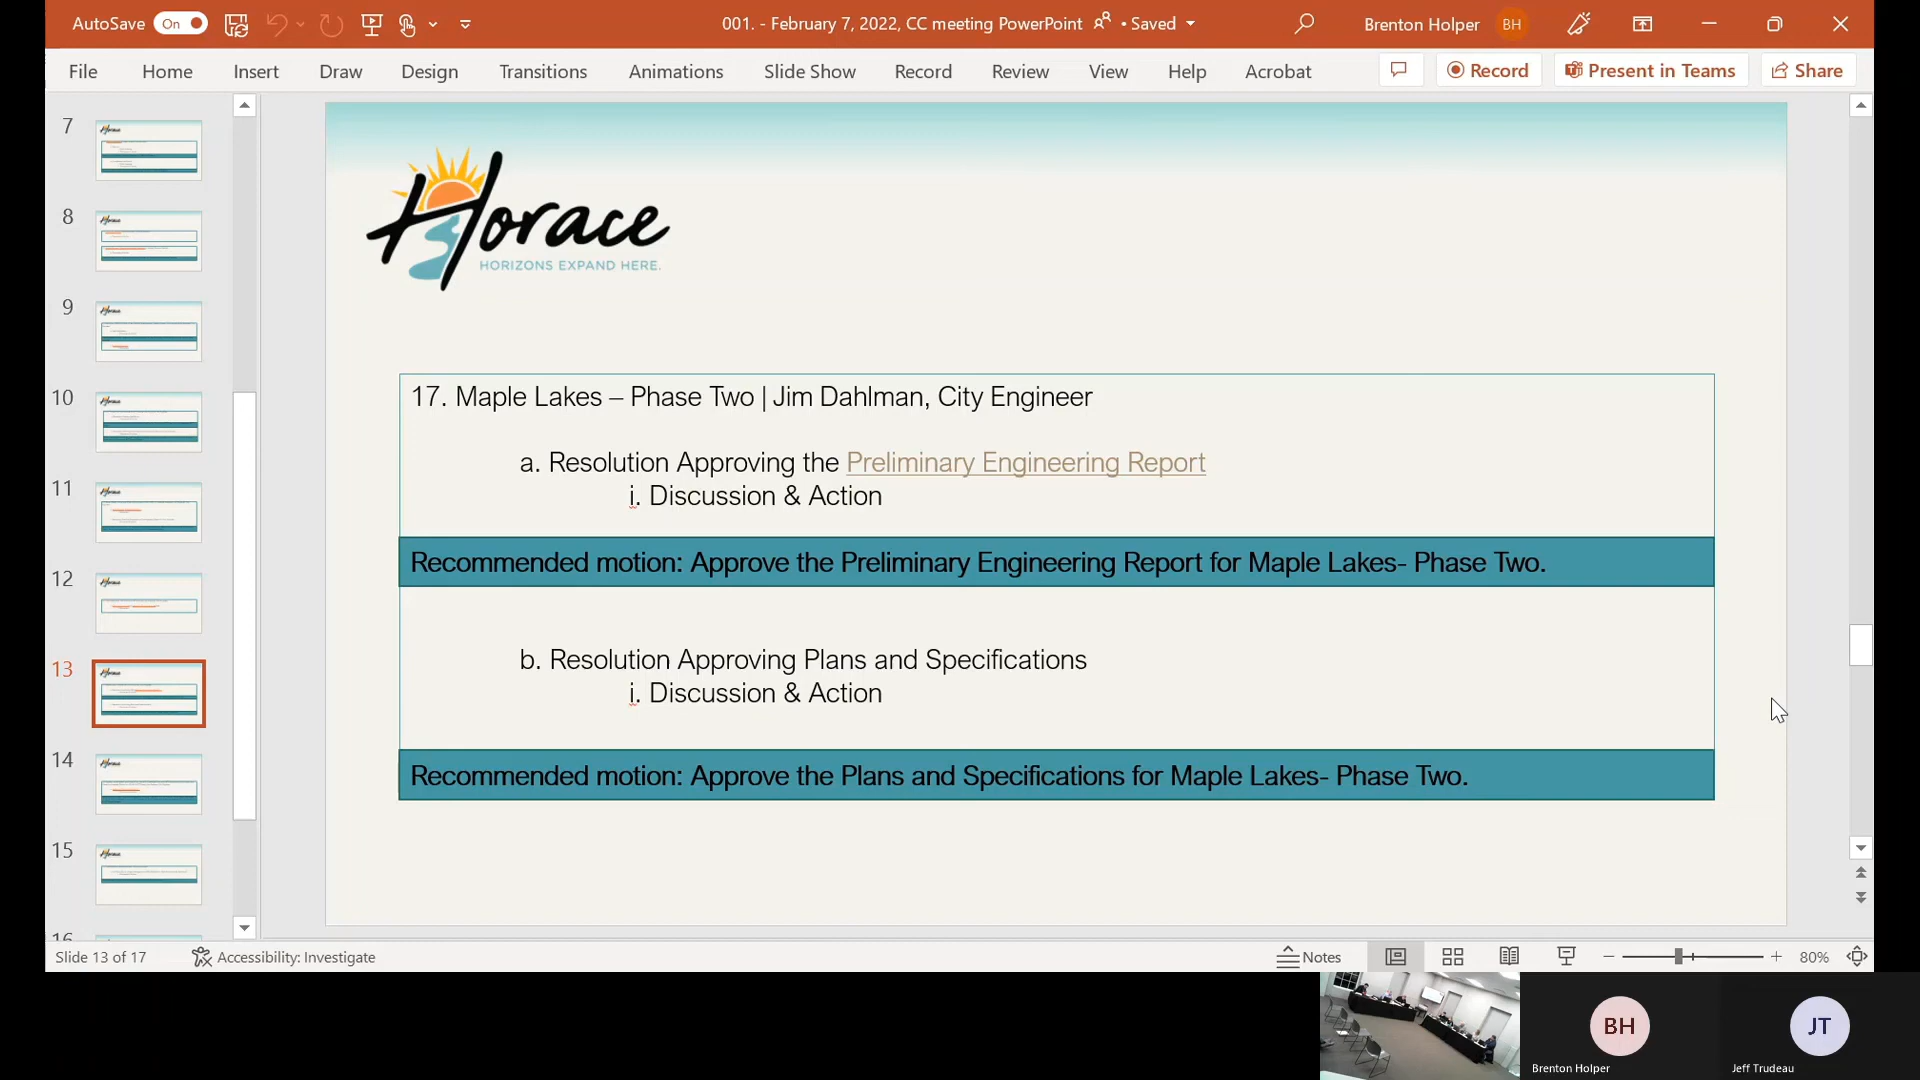 AutoSave On
001. - February 7, 2022, CC meeting PowerPoint • Saved
Brenton Holper BH
File Home Insert Draw Design Transitions Animations Slide Show Record Review View Help Acrobat
Record Present in Teams Share
7
8
9
10
11
12
13
14
15
16
Horace
HORIZONS EXPAND HERE.
17. Maple Lakes – Phase Two | Jim Dahlman, City Engineer
a. Resolution Approving the Preliminary Engineering Report
i. Discussion & Action
Recommended motion: Approve the Preliminary Engineering Report for Maple Lakes- Phase Two.
b. Resolution Approving Plans and Specifications
i. Discussion & Action
Recommended motion: Approve the Plans and Specifications for Maple Lakes- Phase Two.
Slide 13 of 17
Accessibility: Investigate
Notes
80%
BH
JT
Brenton Holper
Jeff Trudeau